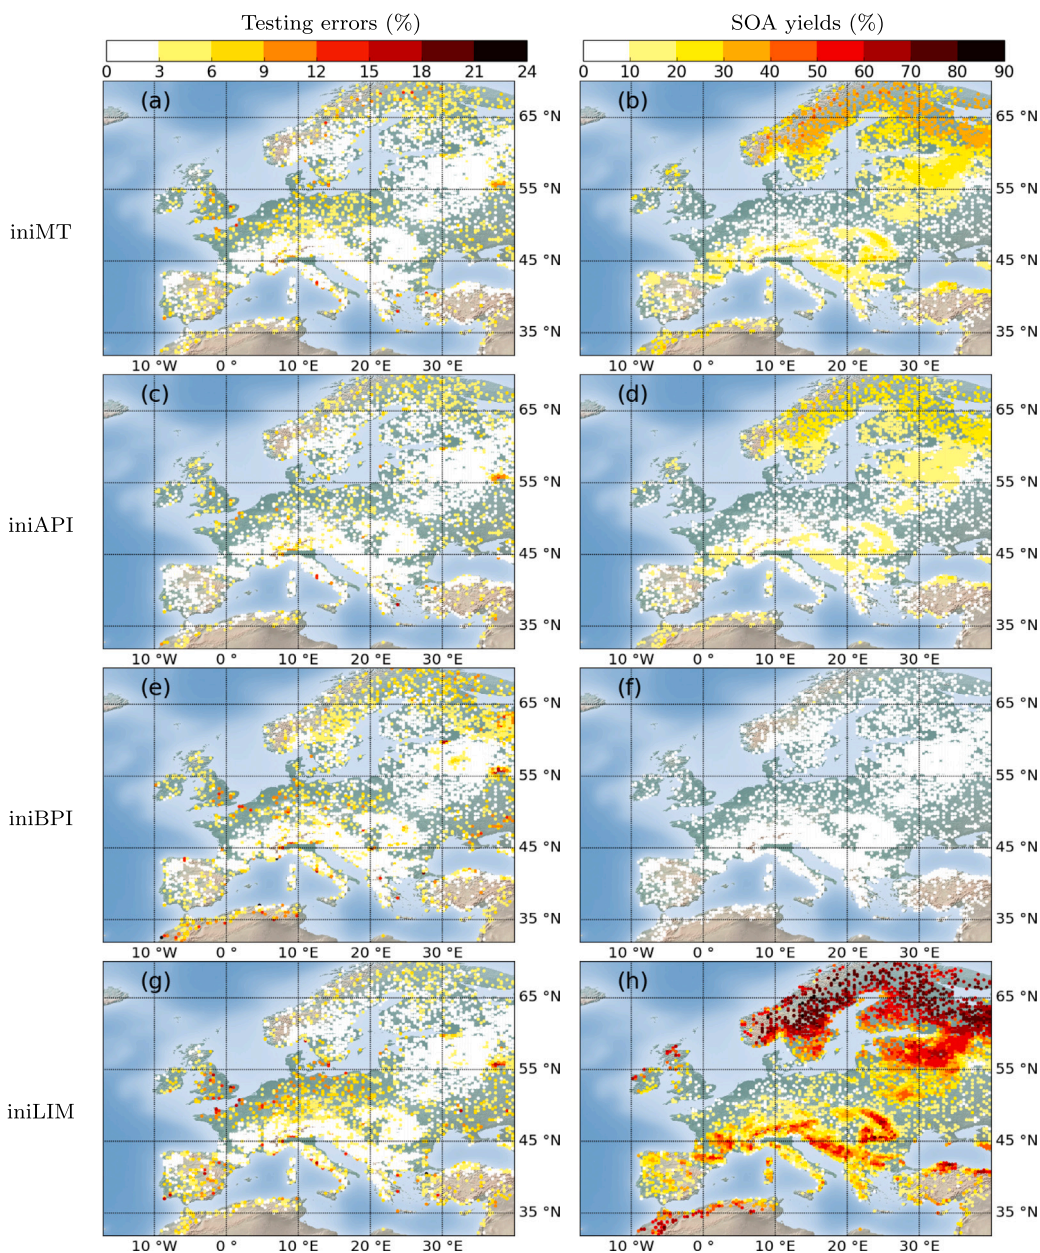 Testing errors (%)
SOA yields (%)
0 3 6 9 12 15 18 21 24
0 10 20 30 40 50 60 70 80 90
iniMT
(a)
65 °N
55 °N
45 °N
35 °N
10 °W 0 ° 10 °E 20 °E 30 °E
(b)
65 °N
55 °N
45 °N
35 °N
10 °W 0 ° 10 °E 20 °E 30 °E
iniAPI
(c)
65 °N
55 °N
45 °N
35 °N
10 °W 0 ° 10 °E 20 °E 30 °E
(d)
65 °N
55 °N
45 °N
35 °N
10 °W 0 ° 10 °E 20 °E 30 °E
iniBPI
(e)
65 °N
55 °N
45 °N
35 °N
10 °W 0 ° 10 °E 20 °E 30 °E
(f)
65 °N
55 °N
45 °N
35 °N
10 °W 0 ° 10 °E 20 °E 30 °E
iniLIM
(g)
65 °N
55 °N
45 °N
35 °N
10 °W 0 ° 10 °E 20 °E 30 °E
(h)
65 °N
55 °N
45 °N
35 °N
10 °W 0 ° 10 °E 20 °E 30 °E